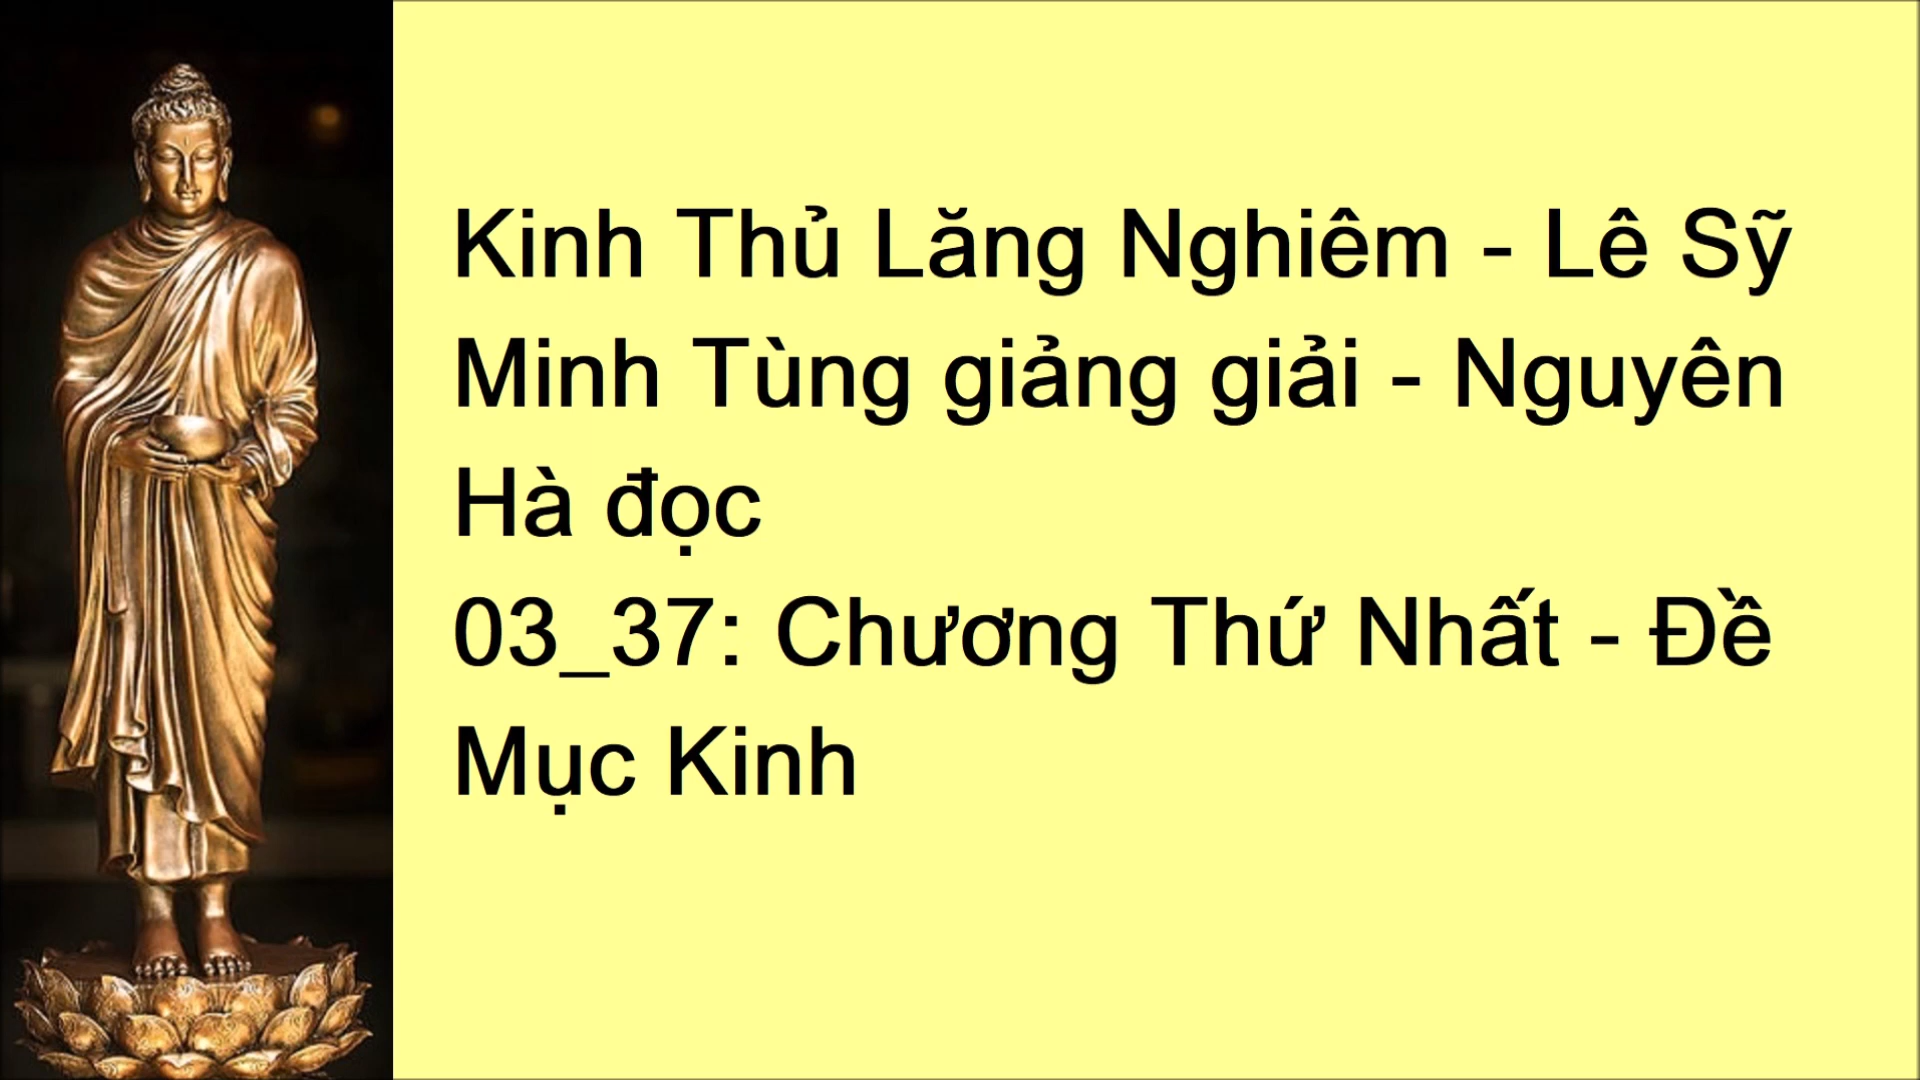 Kinh Thủ Lăng Nghiêm - Lê Sỹ
Minh Tùng giảng giải - Nguyên
Hà đọc
03_37: Chương Thứ Nhất - Đề
Mục Kinh